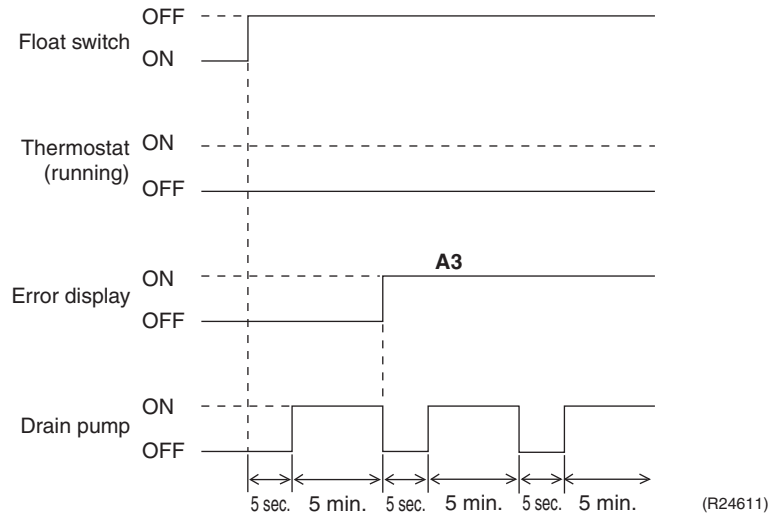 OFF
Float switch
ON
Thermostat ON
(running)
OFF
A3
ON
Error display
OFF
ON
Drain pump
OFF
5 sec. 5 min. 5 sec. 5 min. 5 sec. 5 min. (R24611)